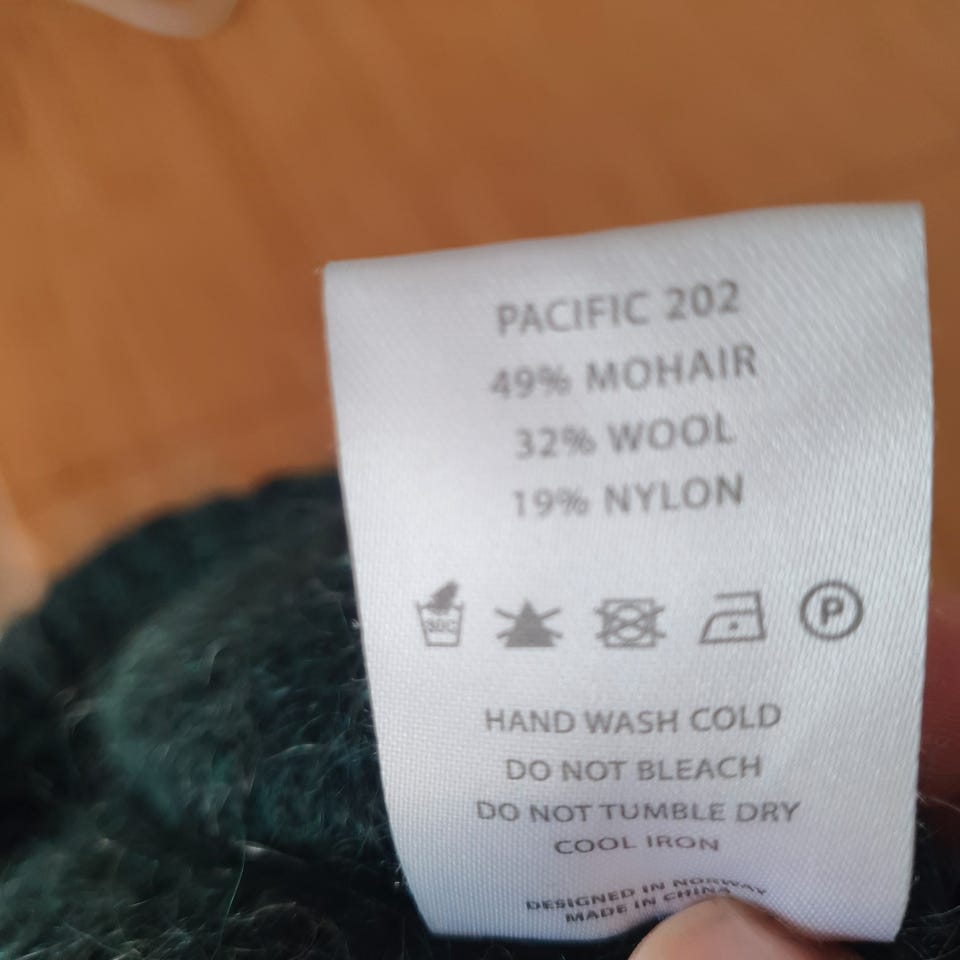 PACIFIC 202
49% MOHAIR
32% WOOL
19% NYLON
30C P
HAND WASH COLD
DO NOT BLEACH
DO NOT TUMBLE DRY
COOL IRON
DESIGNED IN NORWAY
MADE IN CHINA